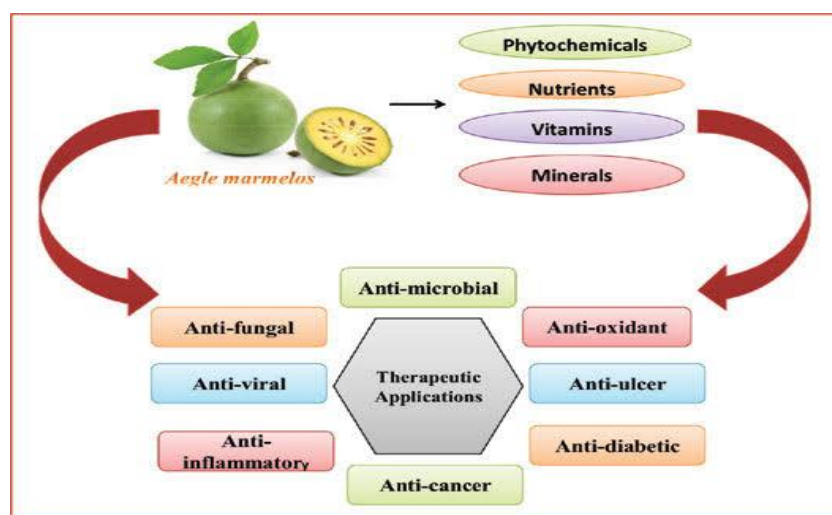 Phytochemicals
Nutrients
Vitamins
Minerals
Aegle marmelos
Anti-microbial
Anti-fungal
Anti-oxidant
Anti-viral
Therapeutic
Applications
Anti-ulcer
Anti-
inflammatory
Anti-diabetic
Anti-cancer